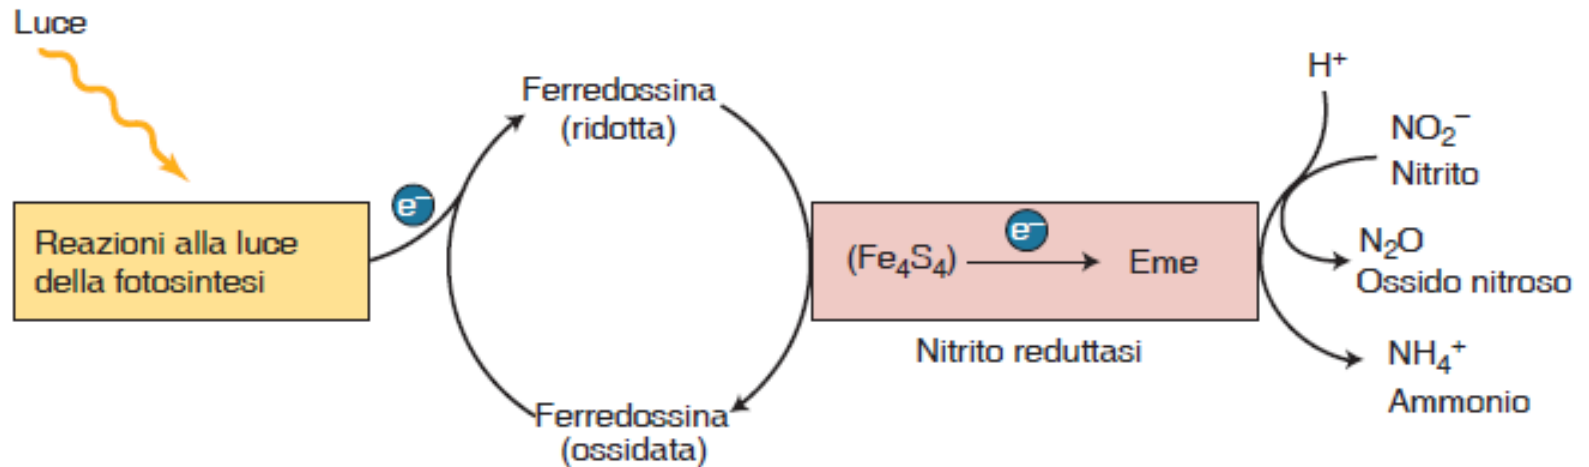 Luce
Reazioni alla luce
della fotosintesi
e⁻
Ferredossina
(ridotta)
Ferredossina
(ossidata)
(Fe₄S₄)
e⁻
Eme
Nitrito reduttasi
H⁺
NO₂⁻
Nitrito
N₂O
Ossido nitroso
NH₄⁺
Ammonio